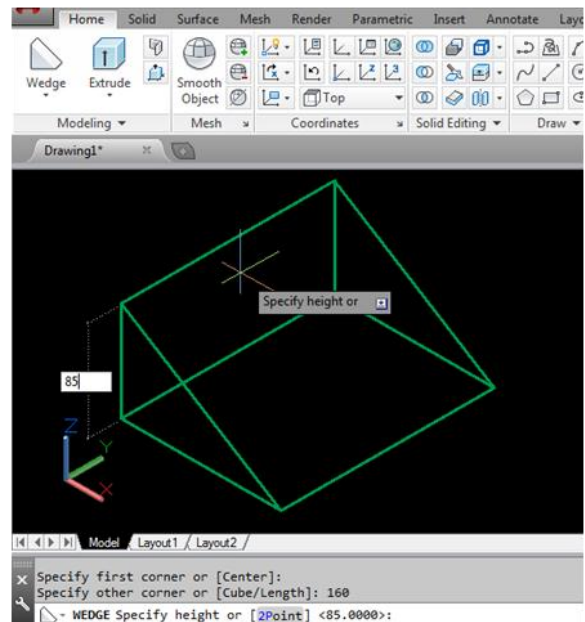 Home Solid Surface Mesh Render Parametric Insert Annotate Layo
Wedge Extrude Smooth Object Top
Modeling Mesh Coordinates Solid Editing Draw
Drawing1*
Specify height or
85
Z
Y
X
Model Layout1 Layout2
Specify first corner or [Center]:
Specify other corner or [Cube/Length]: 160
WEDGE Specify height or [2Point] <85.0000>: